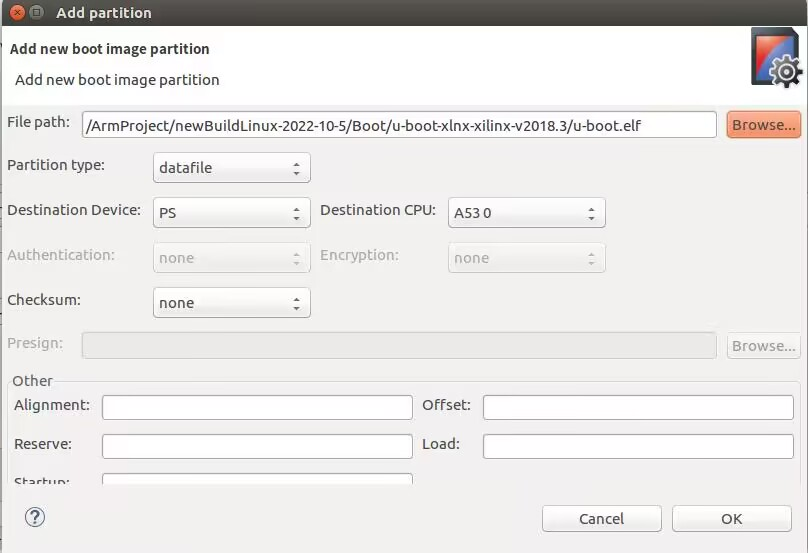 Add partition
Add new boot image partition
Add new boot image partition
File path: /ArmProject/newBuildLinux-2022-10-5/Boot/u-boot-xlnx-xilinx-v2018.3/u-boot.elf Browse...
Partition type: datafile
Destination Device: PS Destination CPU: A53 0
Authentication: none Encryption: none
Checksum: none
Presign: Browse...
Other
Alignment: Offset:
Reserve: Load:
Startup:
? Cancel OK